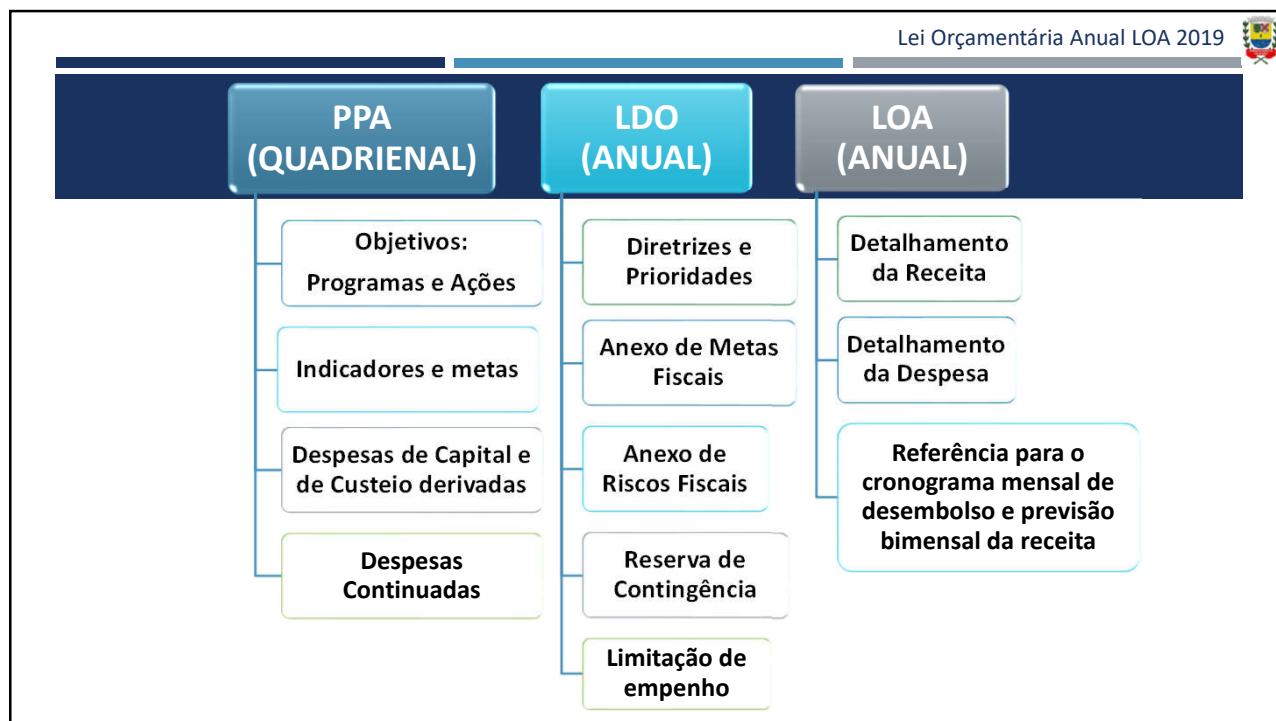 Lei Orçamentária Anual LOA 2019
PPA
(QUADRIENAL)
Objetivos:
Programas e Ações
Indicadores e metas
Despesas de Capital e
de Custeio derivadas
Despesas
Continuadas
LDO
(ANUAL)
Diretrizes e
Prioridades
Anexo de Metas
Fiscais
Anexo de
Riscos Fiscais
Reserva de
Contingência
Limitação de
empenho
LOA
(ANUAL)
Detalhamento
da Receita
Detalhamento
da Despesa
Referência para o
cronograma mensal de
desembolso e previsão
bimensal da receita